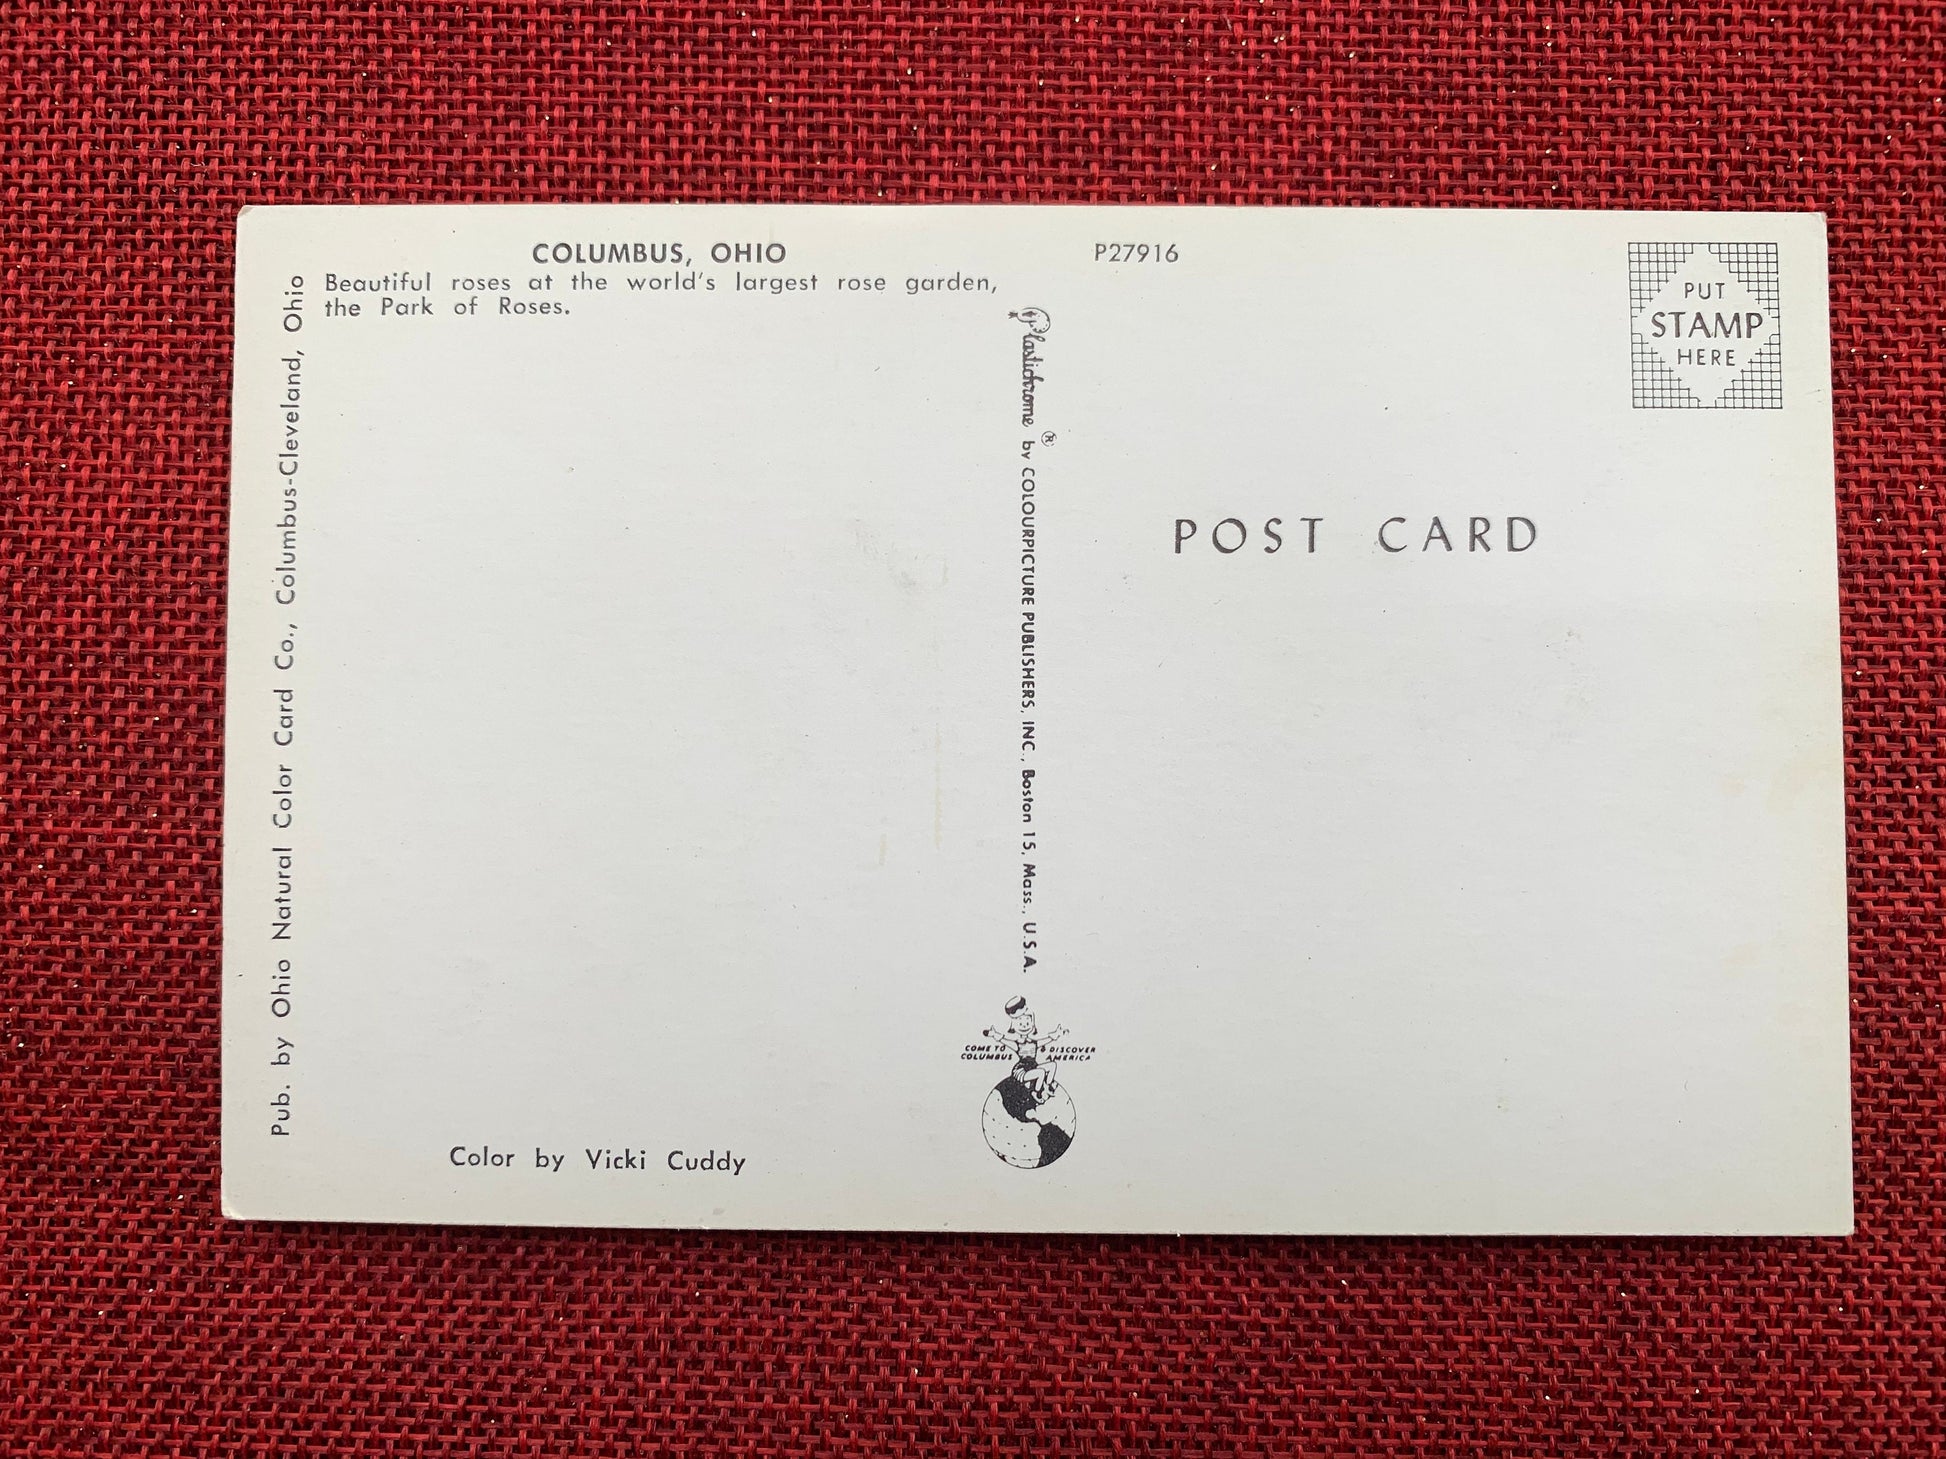 COLUMBUS, OHIO
Beautiful roses at the world's largest rose garden,
the Park of Roses.
P27916
PUT
STAMP
HERE
POST CARD
Pub. by Ohio Natural Color Card Co., Columbus-Cleveland, Ohio
Plastichrome ® by COLOURPICTURE PUBLISHERS, INC., Boston 15, Mass., U.S.A.
COME TO COLUMBUS
& DISCOVER AMERICA
Color by Vicki Cuddy